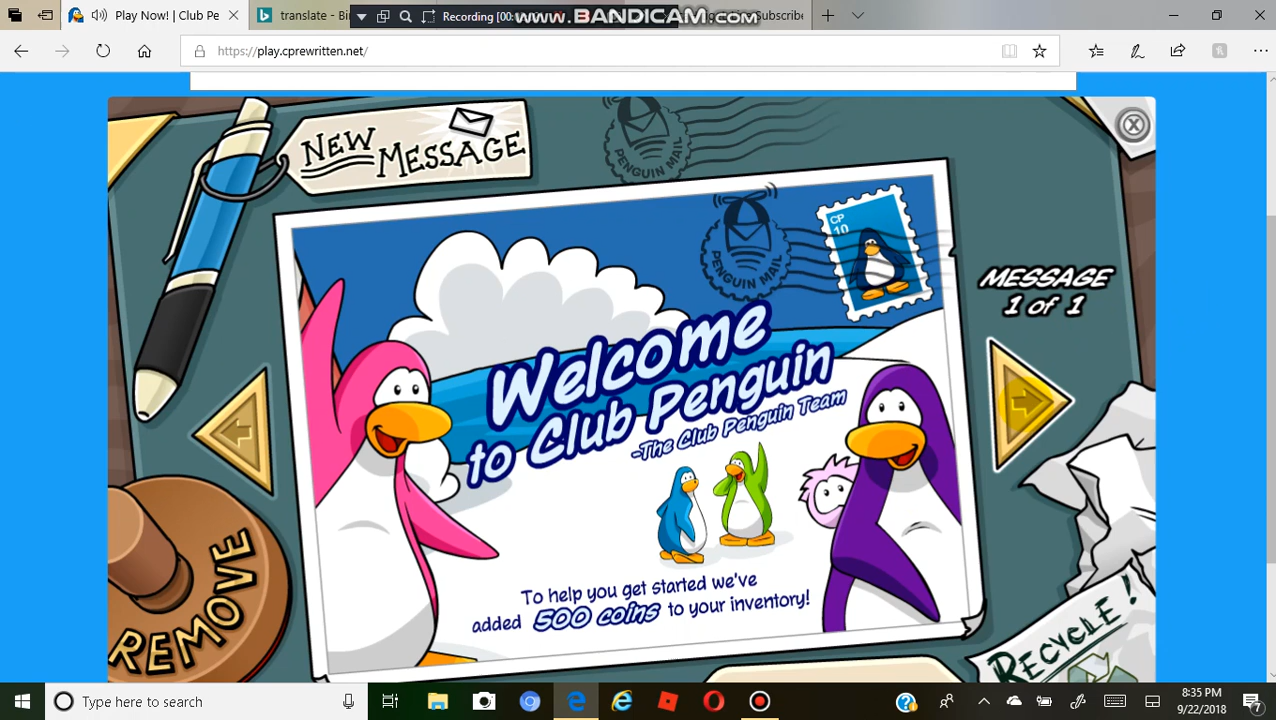 Play Now! | Club Pe
translate - Bi
Recording [00:
www.BANDICAM.com
Subscribe
https://play.cprewritten.net/
NEW MESSAGE
PENGUIN MAIL
PENGUIN MAIL
CP
10
MESSAGE
1 of 1
Welcome
to Club Penguin
-The Club Penguin Team
To help you get started we've
added 500 coins to your inventory!
REMOVE
RECYCLE!
Type here to search
8:35 PM
9/22/2018
7